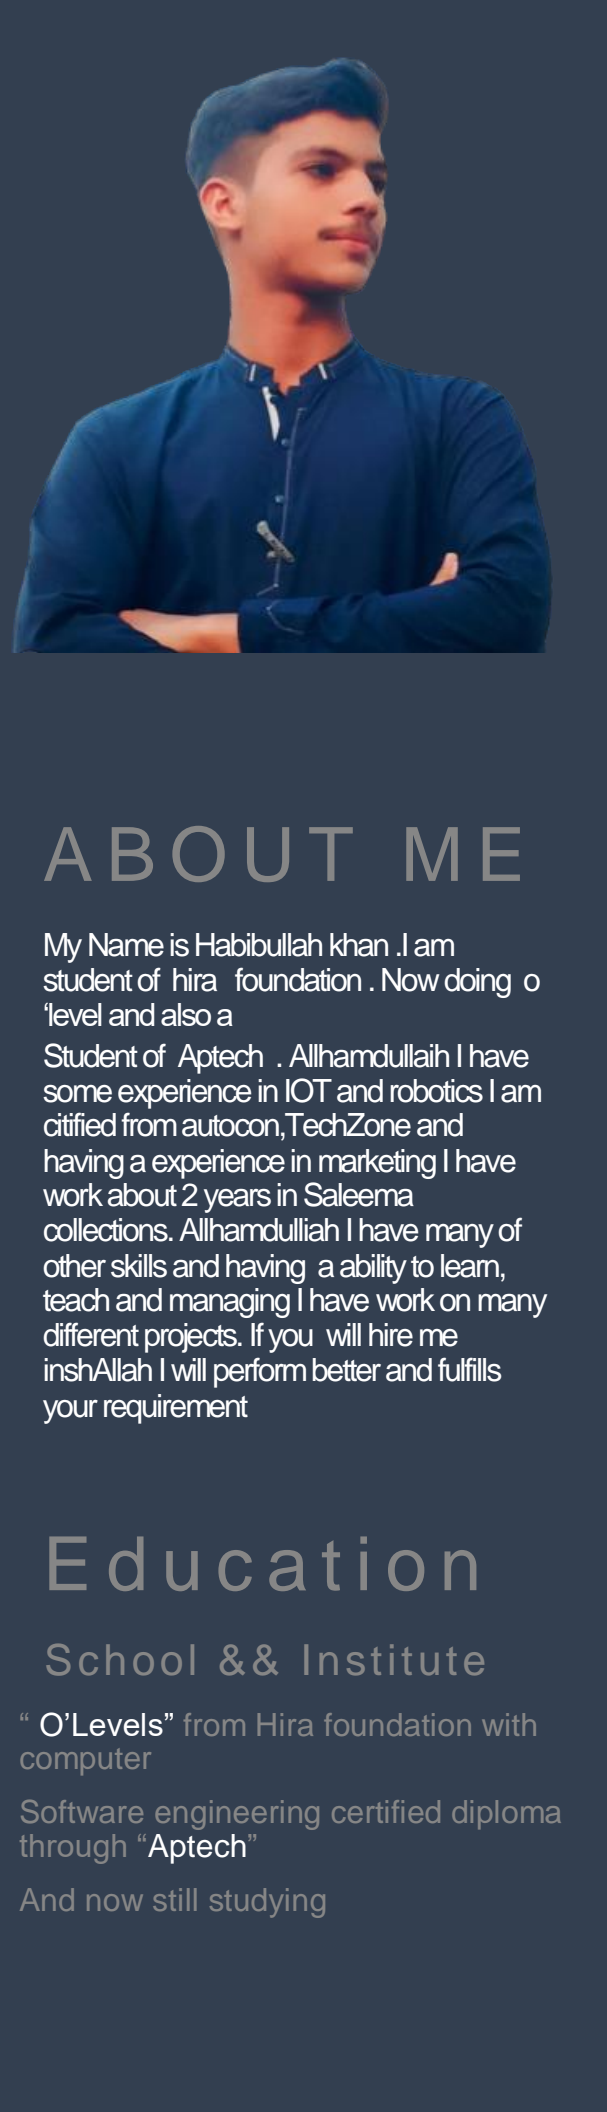 ABOUT ME
My Name is Habibullah khan .I am
student of hira foundation . Now doing o
‘level and also a
Student of Aptech . Allhamdullaih I have
some experience in IOT and robotics I am
citified from autocon,TechZone and
having a experience in marketing I have
work about 2 years in Saleema
collections. Allhamdulliah I have many of
other skills and having a ability to learn,
teach and managing I have work on many
different projects. If you will hire me
inshAllah I will perform better and fulfills
your requirement
Education
School && Institute
“ O’Levels” from Hira foundation with
computer
Software engineering certified diploma
through “Aptech”
And now still studying